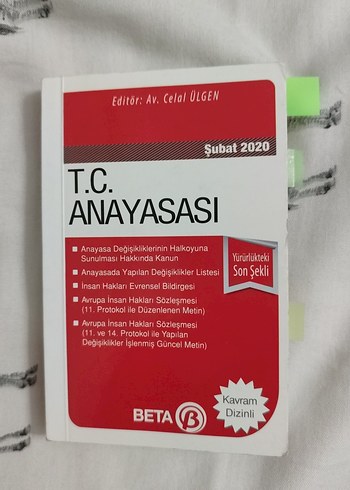 Editör: Av. Celal ÜLGEN
Şubat 2020
T.C.
ANAYASASI
Anayasa Değişikliklerinin Halkoyuna
Sunulması Hakkında Kanun
Anayasada Yapılan Değişiklikler Listesi
İnsan Hakları Evrensel Bildirgesi
Avrupa İnsan Hakları Sözleşmesi
(11. Protokol ile Düzenlenen Metin)
Avrupa İnsan Hakları Sözleşmesi
(11. ve 14. Protokol ile Yapılan
Değişiklikler İşlenmiş Güncel Metin)
Yürürlükteki
Son Şekli
Kavram
Dizinli
BETA B